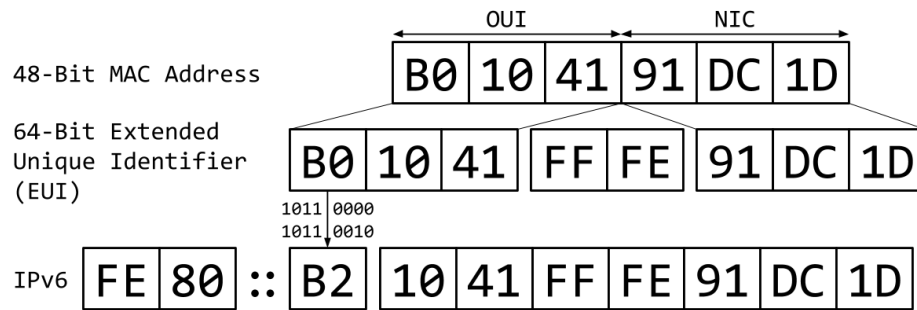 OUI NIC
48-Bit MAC Address B0 10 41 91 DC 1D
64-Bit Extended
Unique Identifier B0 10 41 FF FE 91 DC 1D
(EUI)
1011 0000
1011 0010
IPv6 FE 80 :: B2 10 41 FF FE 91 DC 1D